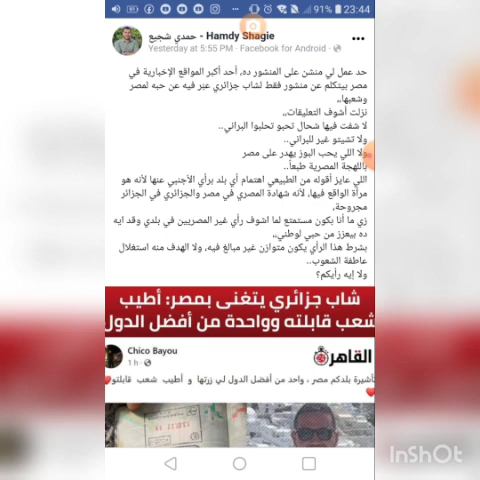 91% 23:44
حمدي شجيع - Hamdy Shagie
Yesterday at 5:55 PM · Facebook for Android ·
حد عمل لي منشن على المنشور ده، أحد أكبر المواقع الإخبارية في
مصر بيتكلم عن منشور فقط لشاب جزائري عبّر فيه عن حبه لمصر
وشعبها،،
نزلت أشوف التعليقات،،
لا شفت فيها شحال تحبو تحلبوا البراني..
ولا تشيتو غير للبراني..
ولا اللي يحب البوز يهدر على مصر
باللهجة المصرية طبعاً..
اللي عايز أقوله من الطبيعي اهتمام أي بلد برأي الأجنبي عنها لأنه هو
مرآة الواقع فيها، لأنه شهادة المصري في مصر والجزائري في الجزائر
مجروحة،
زي ما أنا بكون مستمتع لما اشوف رأي غير المصريين في بلدي وقد ايه
ده بيعزز من حبي لوطني،،
بشرط هذا الرأي يكون متوازن غير مبالغ فيه، ولا الهدف منه استغلال
عاطفة الشعوب..
ولا إيه رأيكم؟
شاب جزائري يتغنى بمصر: أطيب
شعب قابلته وواحدة من أفضل الدول
Chico Bayou
1 h ·
القاهر
تأشيرة بلدكم مصر ، واحد من أفضل الدول لي زرتها و أطيب شعب قابلتو
InShOt